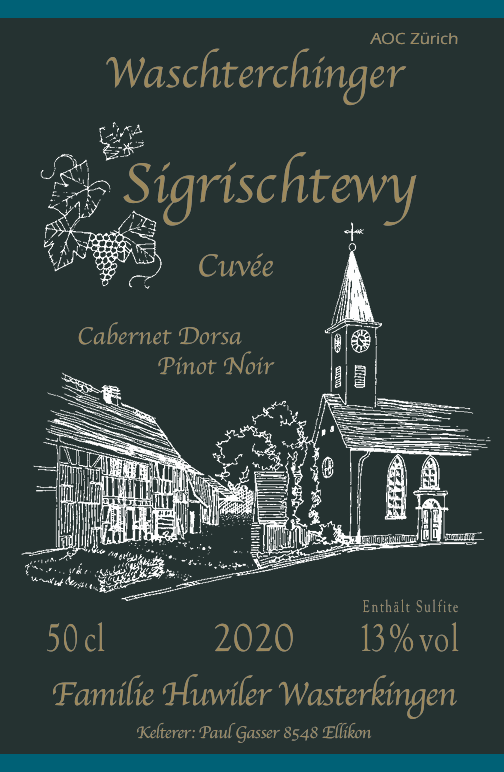 AOC Zürich
Waschterchinger
Sigrischtewy
Cuvée
Cabernet Dorsa
Pinot Noir
Enthält Sulfite
50 cl 2020 13% vol
Familie Huwiler Wasterkingen
Kelterer: Paul Gasser 8548 Ellikon